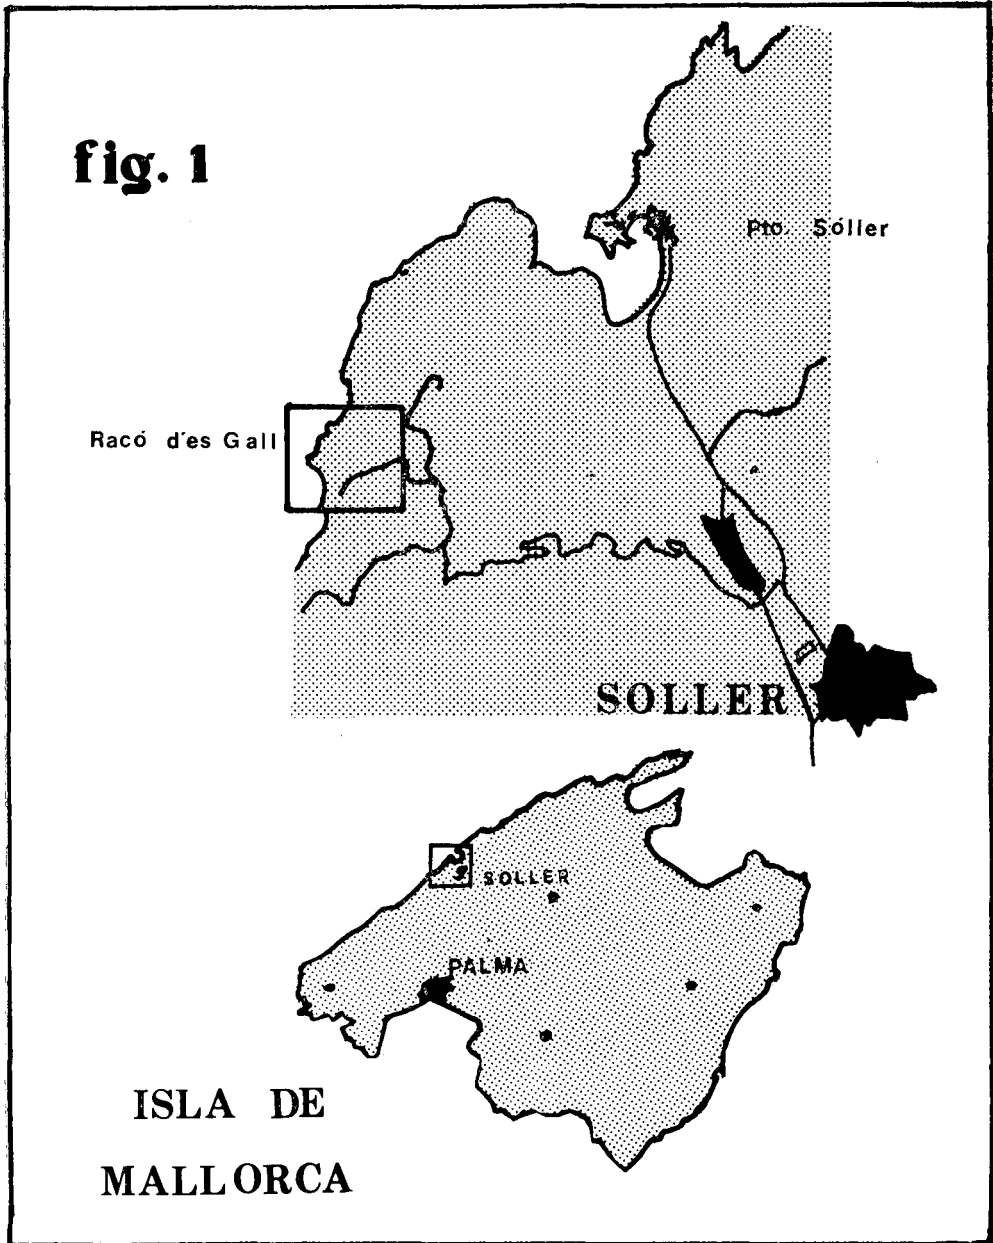 fig. 1
Pto. Sóller
Racó d'es Gall
SOLLER
SOLLER
PALMA
ISLA DE
MALLORCA